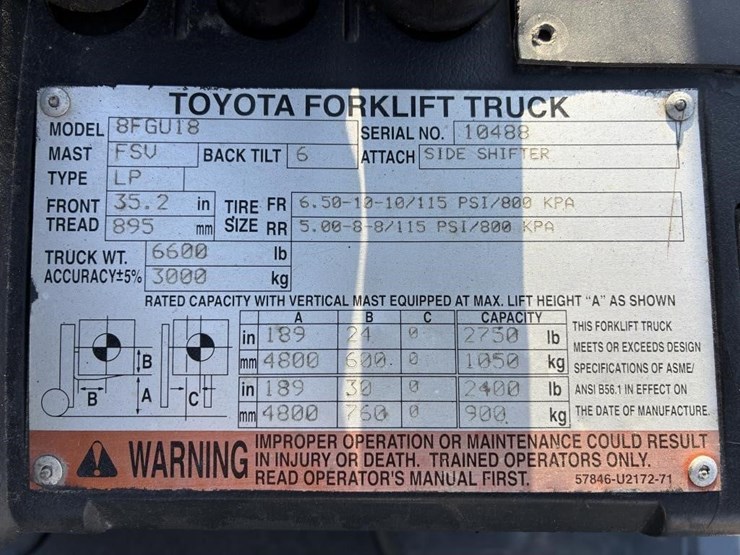 TOYOTA FORKLIFT TRUCK
MODEL 8FGU18 SERIAL NO. 10488
MAST FSV BACK TILT 6 ATTACH SIDE SHIFTER
TYPE LP
FRONT 35.2 in TIRE FR 6.50-10-10/115 PSI/800 KPA
TREAD 895 mm SIZE RR 5.00-8-8/115 PSI/800 KPA
TRUCK WT. 6600 lb
ACCURACY±5% 3000 kg
RATED CAPACITY WITH VERTICAL MAST EQUIPPED AT MAX. LIFT HEIGHT "A" AS SHOWN
A B C CAPACITY
in 189 24 0 2750 lb
mm 4800 600 0 1050 kg
in 189 30 0 2400 lb
mm 4800 760 0 900 kg
THIS FORKLIFT TRUCK
MEETS OR EXCEEDS DESIGN
SPECIFICATIONS OF ASME/
ANSI B56.1 IN EFFECT ON
THE DATE OF MANUFACTURE.
B
B A C
WARNING
IMPROPER OPERATION OR MAINTENANCE COULD RESULT
IN INJURY OR DEATH. TRAINED OPERATORS ONLY.
READ OPERATOR'S MANUAL FIRST. 57846-U2172-71